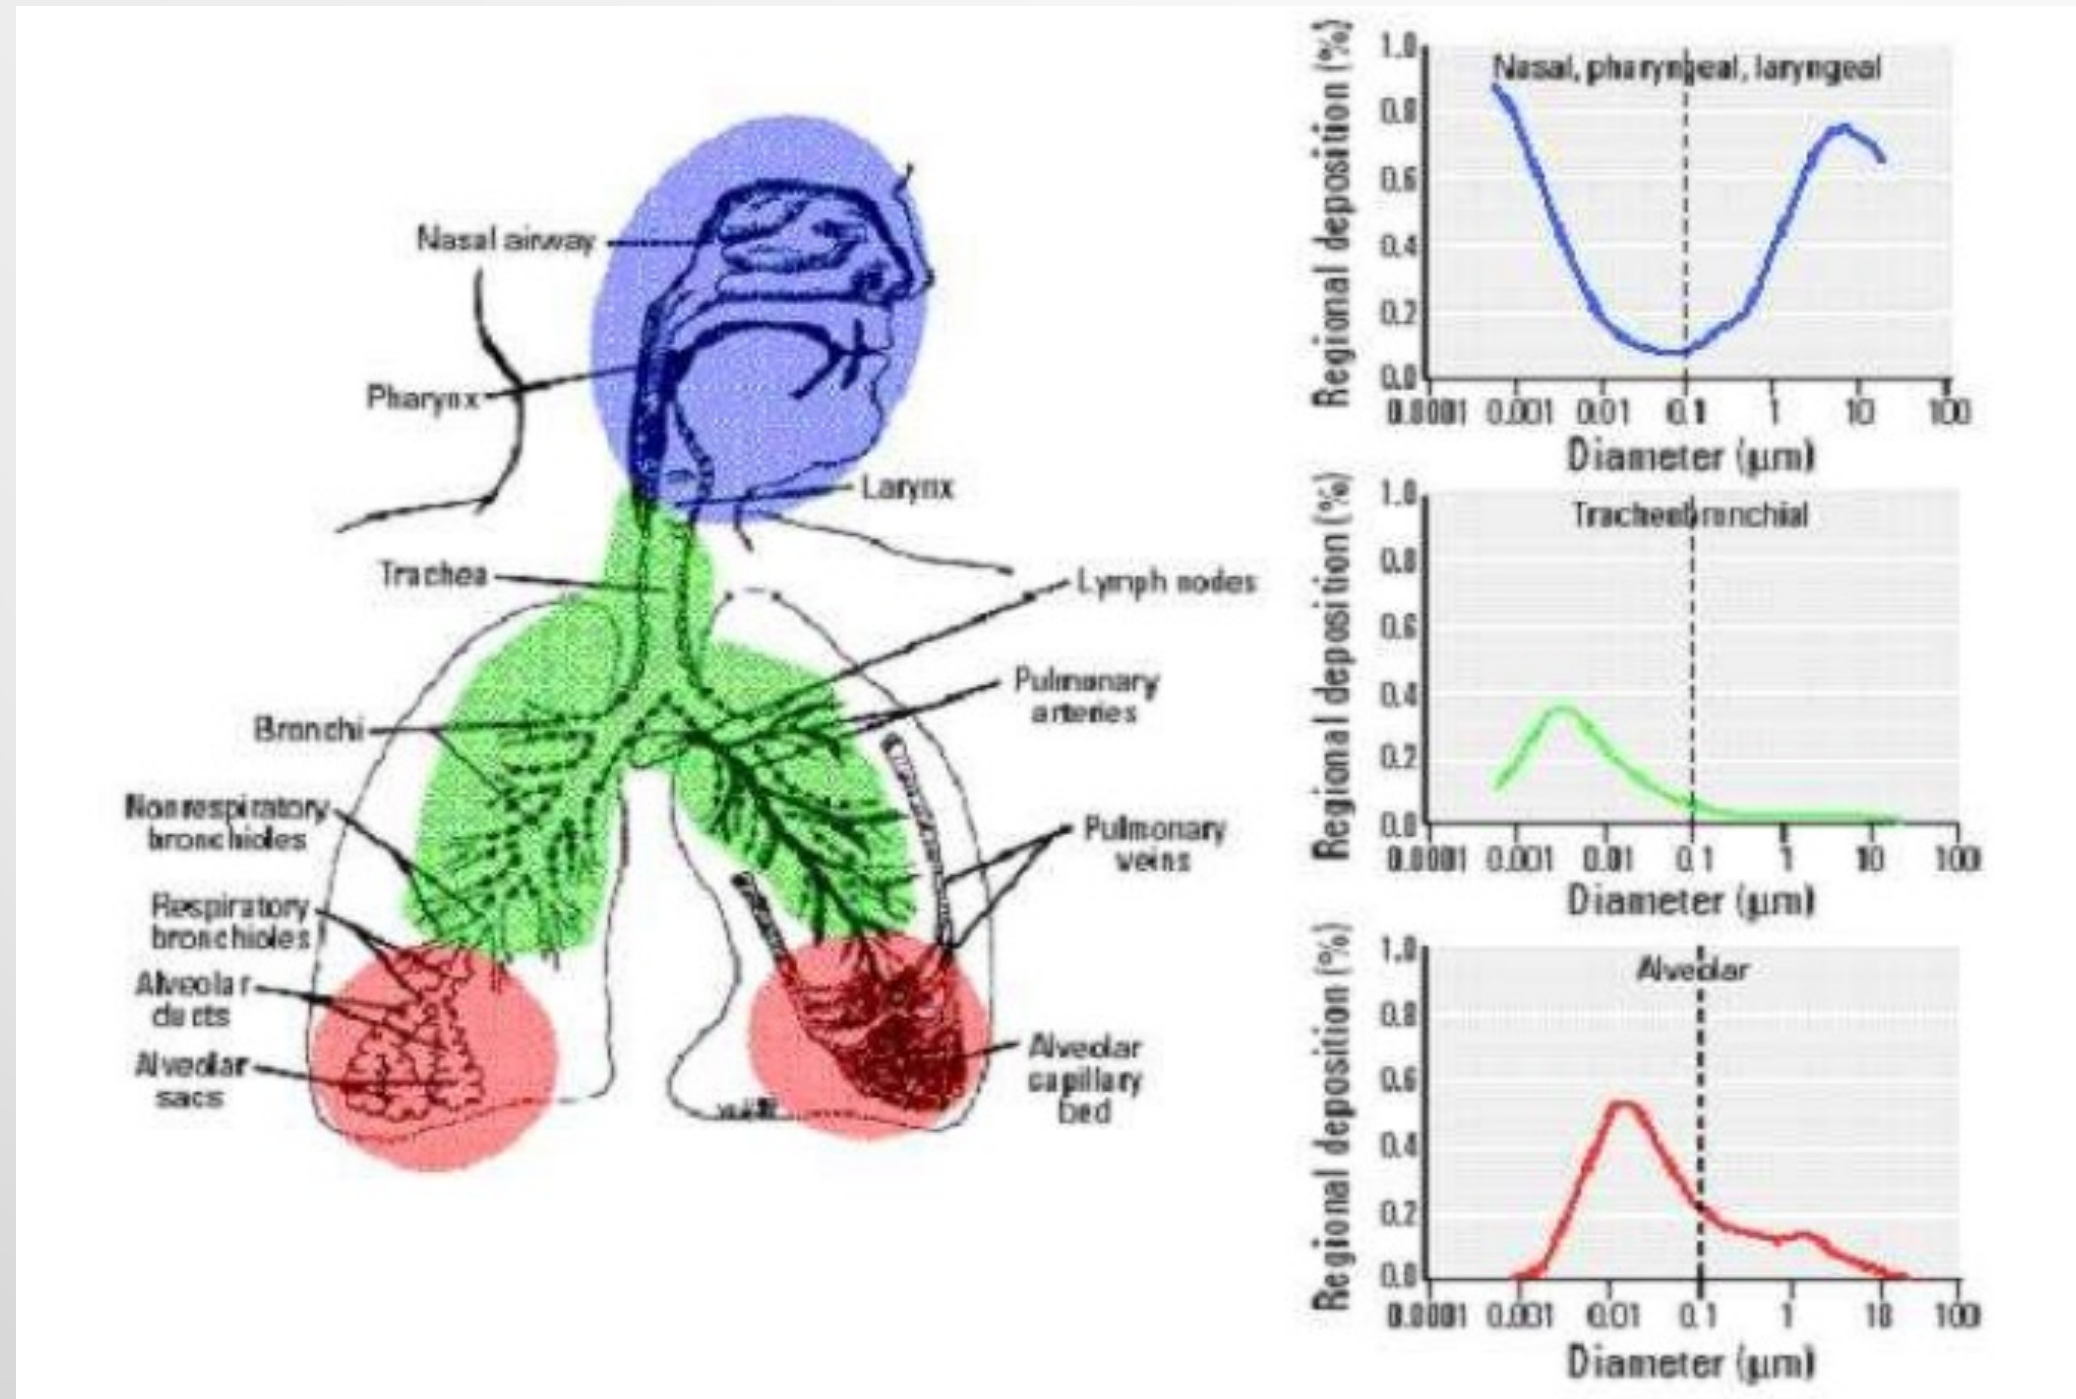 Nasal airway
Pharynx
Larynx
Trachea
Lymph nodes
Pulmonary
arteries
Bronchi
Nonrespiratory
bronchioles
Pulmonary
veins
Respiratory
bronchioles
Alveolar
ducts
Alveolar
sacs
Alveolar
capillary
bed
Regional deposition (%)
Nasal, pharyngeal, laryngeal
1.0
0.8
0.6
0.4
0.2
0.0
0.0001 0.001 0.01 0.1 1 10 100
Diameter (μm)
Regional deposition (%)
Tracheobronchial
1.0
0.8
0.6
0.4
0.2
0.0
0.0001 0.001 0.01 0.1 1 10 100
Diameter (μm)
Regional deposition (%)
Alveolar
1.0
0.8
0.6
0.4
0.2
0.0
0.0001 0.001 0.01 0.1 1 10 100
Diameter (μm)